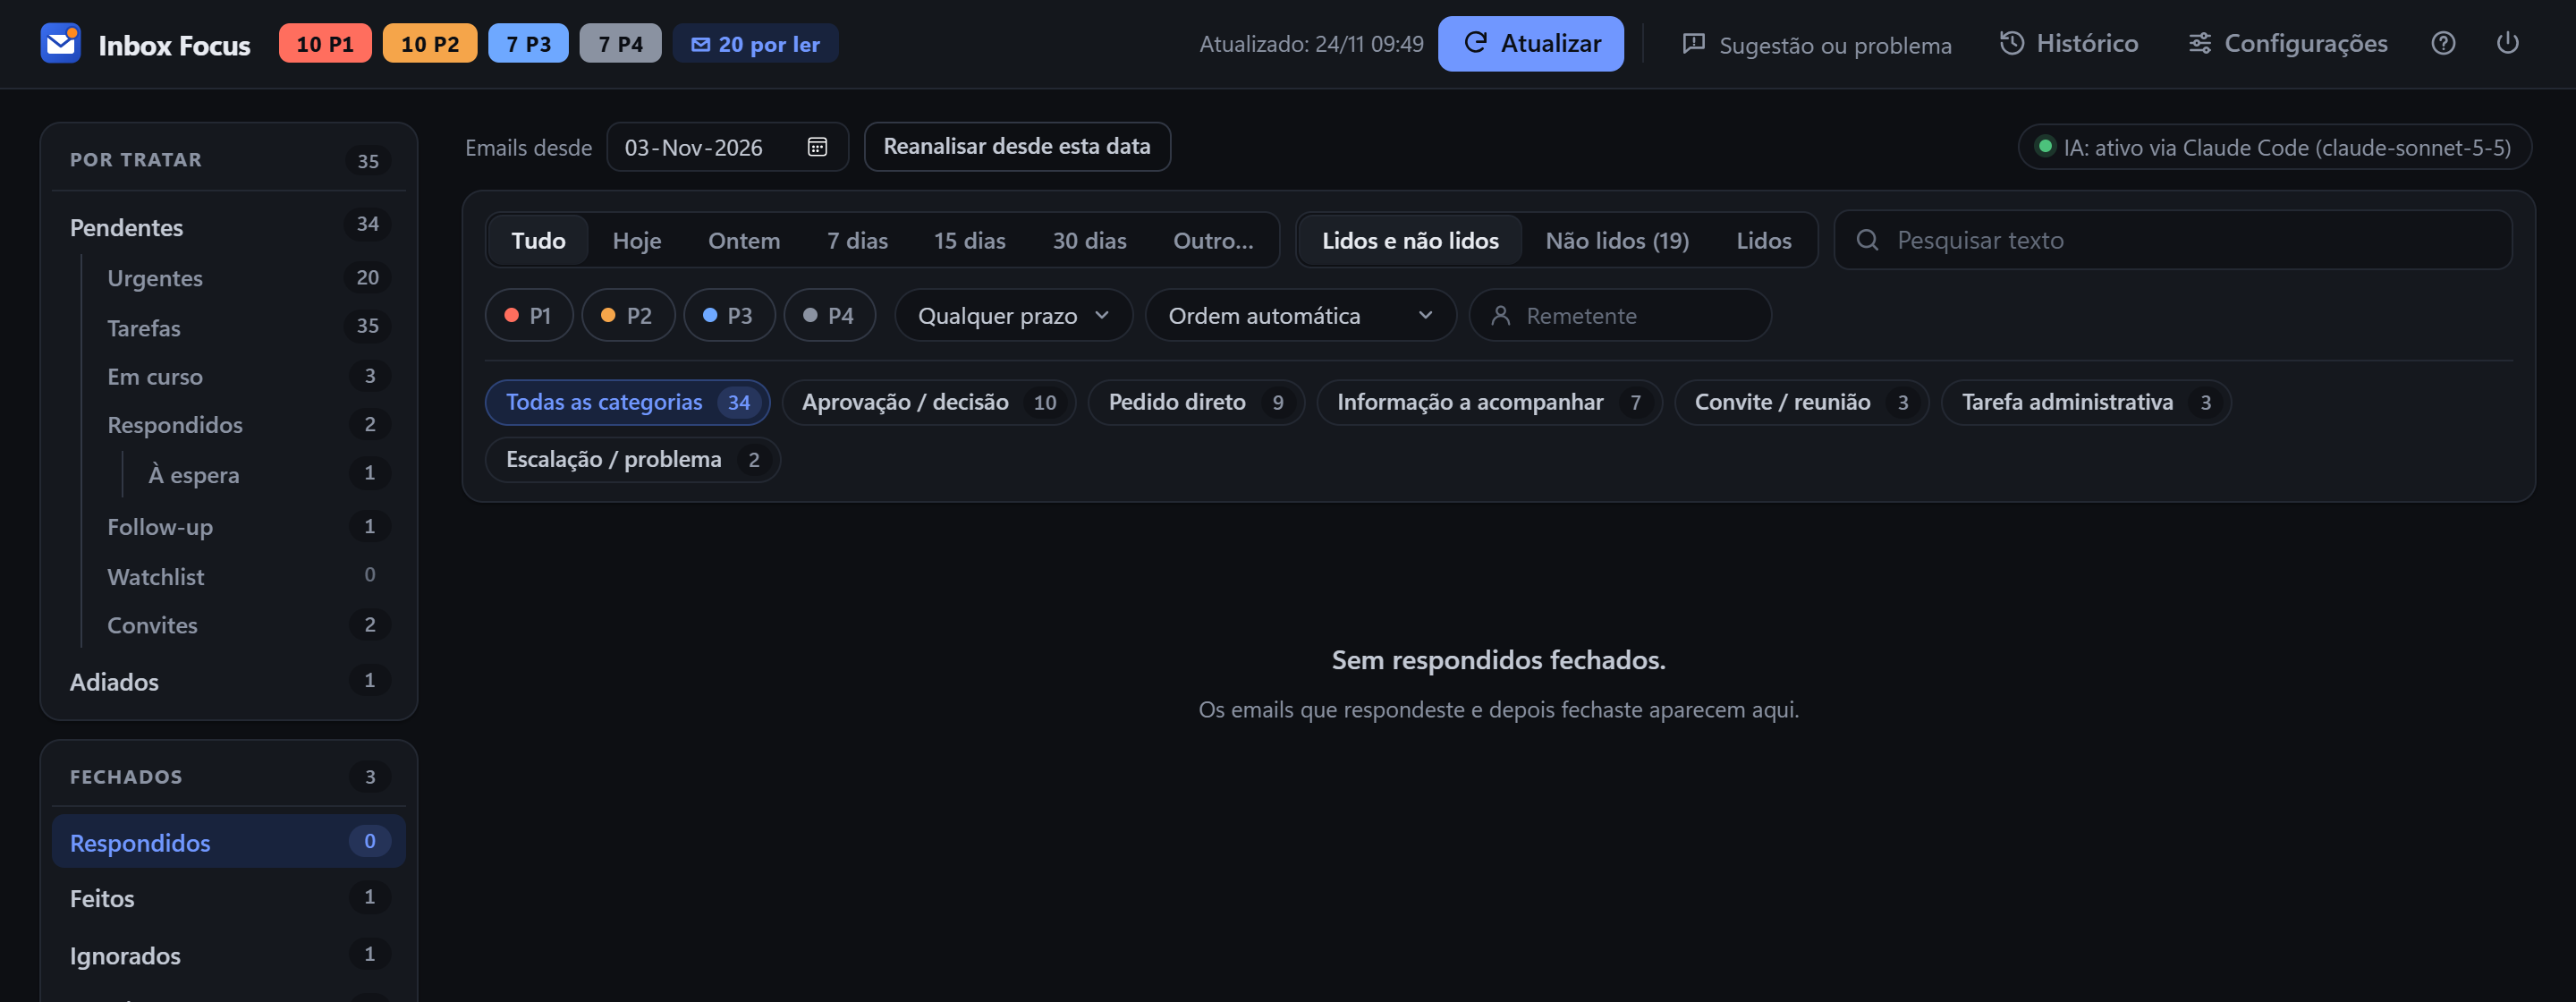 Inbox Focus 10 P1 10 P2 7 P3 7 P4 20 por ler Atualizado: 24/11 09:49 Atualizar Sugestão ou problema Histórico Configurações
POR TRATAR 35
Pendentes 34
Urgentes 20
Tarefas 35
Em curso 3
Respondidos 2
À espera 1
Follow-up 1
Watchlist 0
Convites 2
Adiados 1
FECHADOS 3
Respondidos 0
Feitos 1
Ignorados 1
Emails desde 03-Nov-2026 Reanalisar desde esta data IA: ativo via Claude Code (claude-sonnet-5-5)
Tudo Hoje Ontem 7 dias 15 dias 30 dias Outro... Lidos e não lidos Não lidos (19) Lidos Pesquisar texto
P1 P2 P3 P4 Qualquer prazo Ordem automática Remetente
Todas as categorias 34 Aprovação / decisão 10 Pedido direto 9 Informação a acompanhar 7 Convite / reunião 3 Tarefa administrativa 3
Escalação / problema 2
Sem respondidos fechados.
Os emails que respondeste e depois fechaste aparecem aqui.